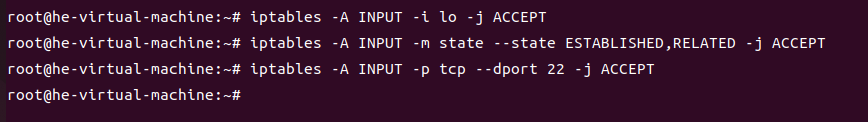 root@he-virtual-machine:~# iptables -A INPUT -i lo -j ACCEPT
root@he-virtual-machine:~# iptables -A INPUT -m state --state ESTABLISHED,RELATED -j ACCEPT
root@he-virtual-machine:~# iptables -A INPUT -p tcp --dport 22 -j ACCEPT
root@he-virtual-machine:~#